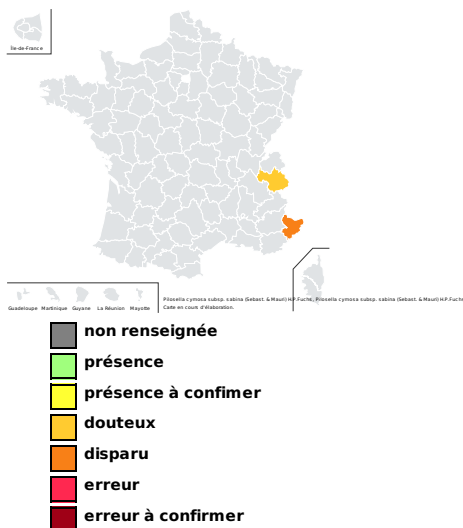 Île-de-France
Guadeloupe Martinique Guyane La Réunion Mayotte
Pilosella cymosa subsp. sabina (Sebast. & Mauri) H.P.Fuchs, Pilosella cymosa subsp. sabina (Sebast. & Mauri) H.P.Fuchs
Carte en cours d'élaboration.
non renseignée
présence
présence à confimer
douteux
disparu
erreur
erreur à confirmer